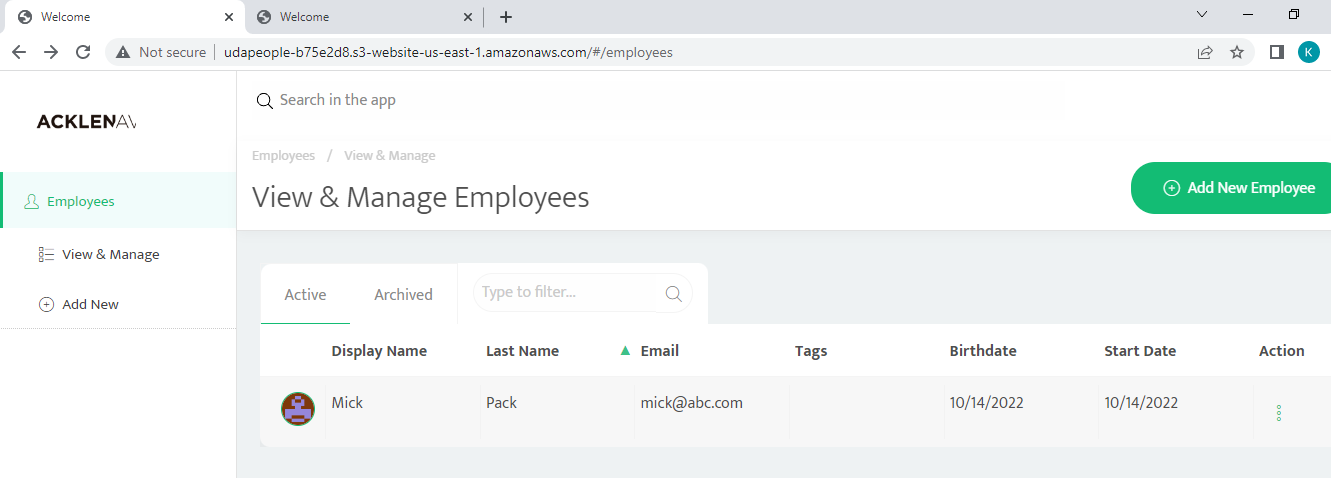 Welcome
Welcome
Not secure
udapeople-b75e2d8.s3-website-us-east-1.amazonaws.com/#/employees
K
ACKLENAV
Search in the app
Employees / View & Manage
View & Manage Employees
Add New Employee
Employees
View & Manage
Add New
Active Archived Type to filter...
Display Name Last Name Email Tags Birthdate Start Date Action
Mick Pack mick@abc.com 10/14/2022 10/14/2022